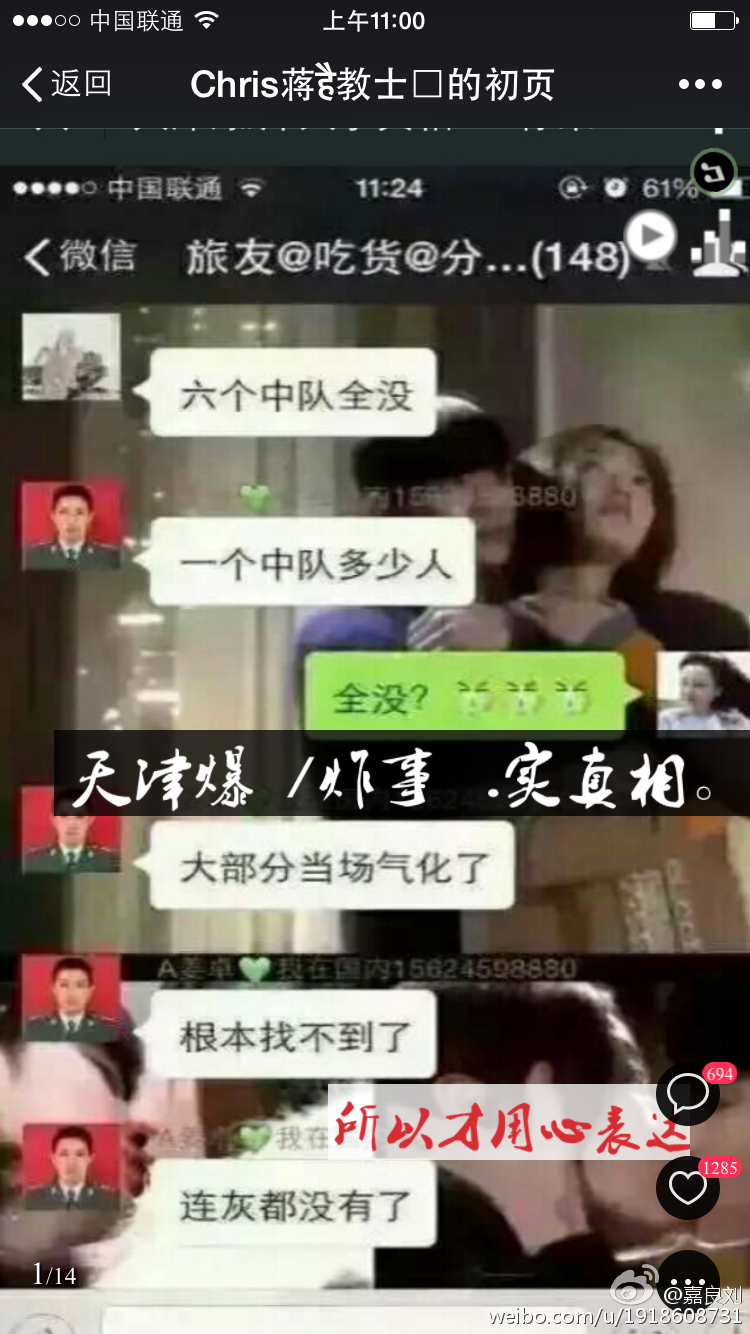 中国联通
上午11:00
返回
Chris蒋
教士□的初页
中国联通
11:24
61%
微信
旅友@吃货@分...(148)
六个中队全没
一个中队多少人
全没？
天津爆 /炸事 .实真相。
大部分当场气化了
A姜卓💚我在国内15624598880
根本找不到了
694
所以才用心表达
我在
1285
连灰都没有了
1/14
@嘉良刘
weibo.com/u/1918608731